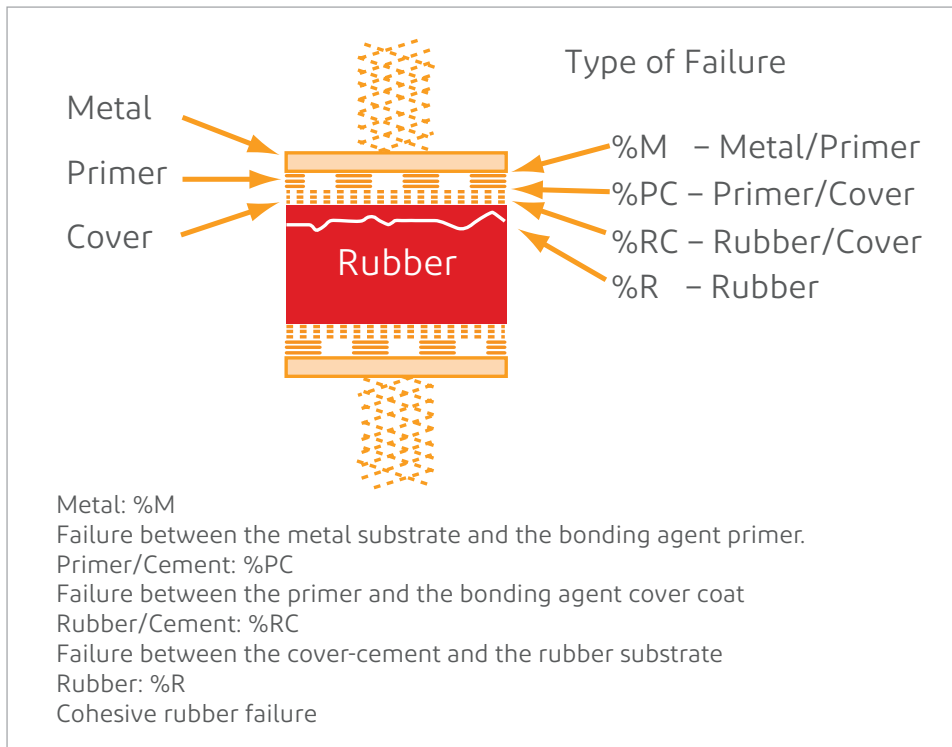 Type of Failure
Metal
Primer
Cover
%M – Metal/Primer
%PC – Primer/Cover
%RC – Rubber/Cover
%R – Rubber
Rubber
Metal: %M
Failure between the metal substrate and the bonding agent primer.
Primer/Cement: %PC
Failure between the primer and the bonding agent cover coat
Rubber/Cement: %RC
Failure between the cover-cement and the rubber substrate
Rubber: %R
Cohesive rubber failure